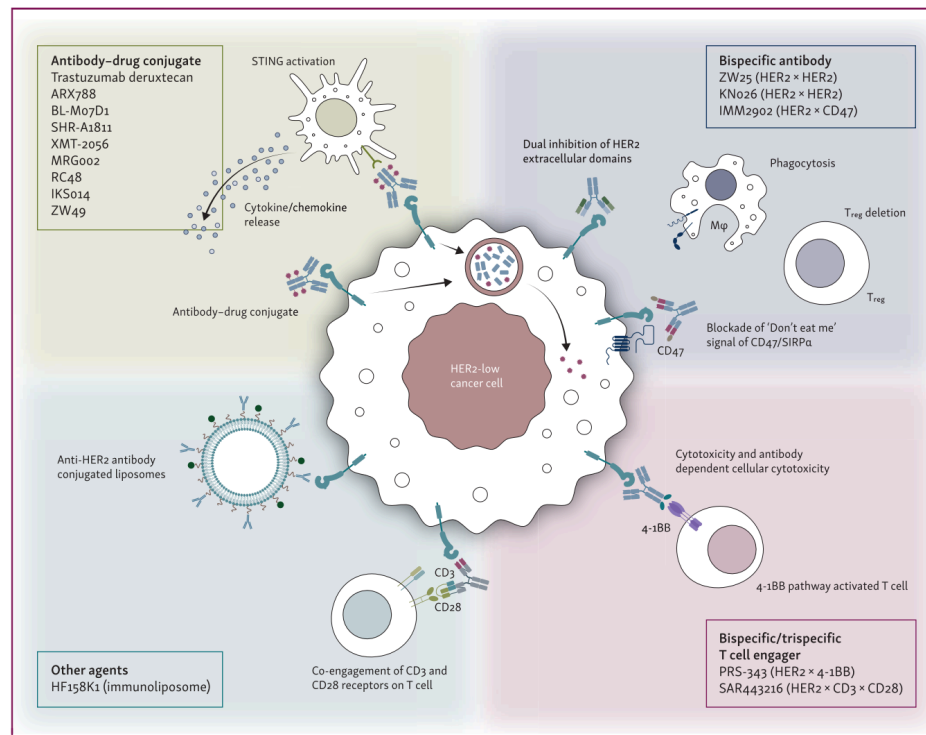 Antibody–drug conjugate
Trastuzumab deruxtecan
ARX788
BL-M07D1
SHR-A1811
XMT-2056
MRG002
RC48
IKS014
ZW49
STING activation
Cytokine/chemokine
release
Antibody–drug conjugate
Bispecific antibody
ZW25 (HER2 × HER2)
KN026 (HER2 × HER2)
IMM2902 (HER2 × CD47)
Dual inhibition of HER2
extracellular domains
Phagocytosis
Mφ
Treg deletion
Treg
CD47
Blockade of 'Don't eat me'
signal of CD47/SIRPα
HER2-low
cancer cell
Anti-HER2 antibody
conjugated liposomes
CD3
CD28
Co-engagement of CD3 and
CD28 receptors on T cell
Other agents
HF158K1 (immunoliposome)
Cytotoxicity and antibody
dependent cellular cytotoxicity
4-1BB
4-1BB pathway activated T cell
Bispecific/trispecific
T cell engager
PRS-343 (HER2 × 4-1BB)
SAR443216 (HER2 × CD3 × CD28)